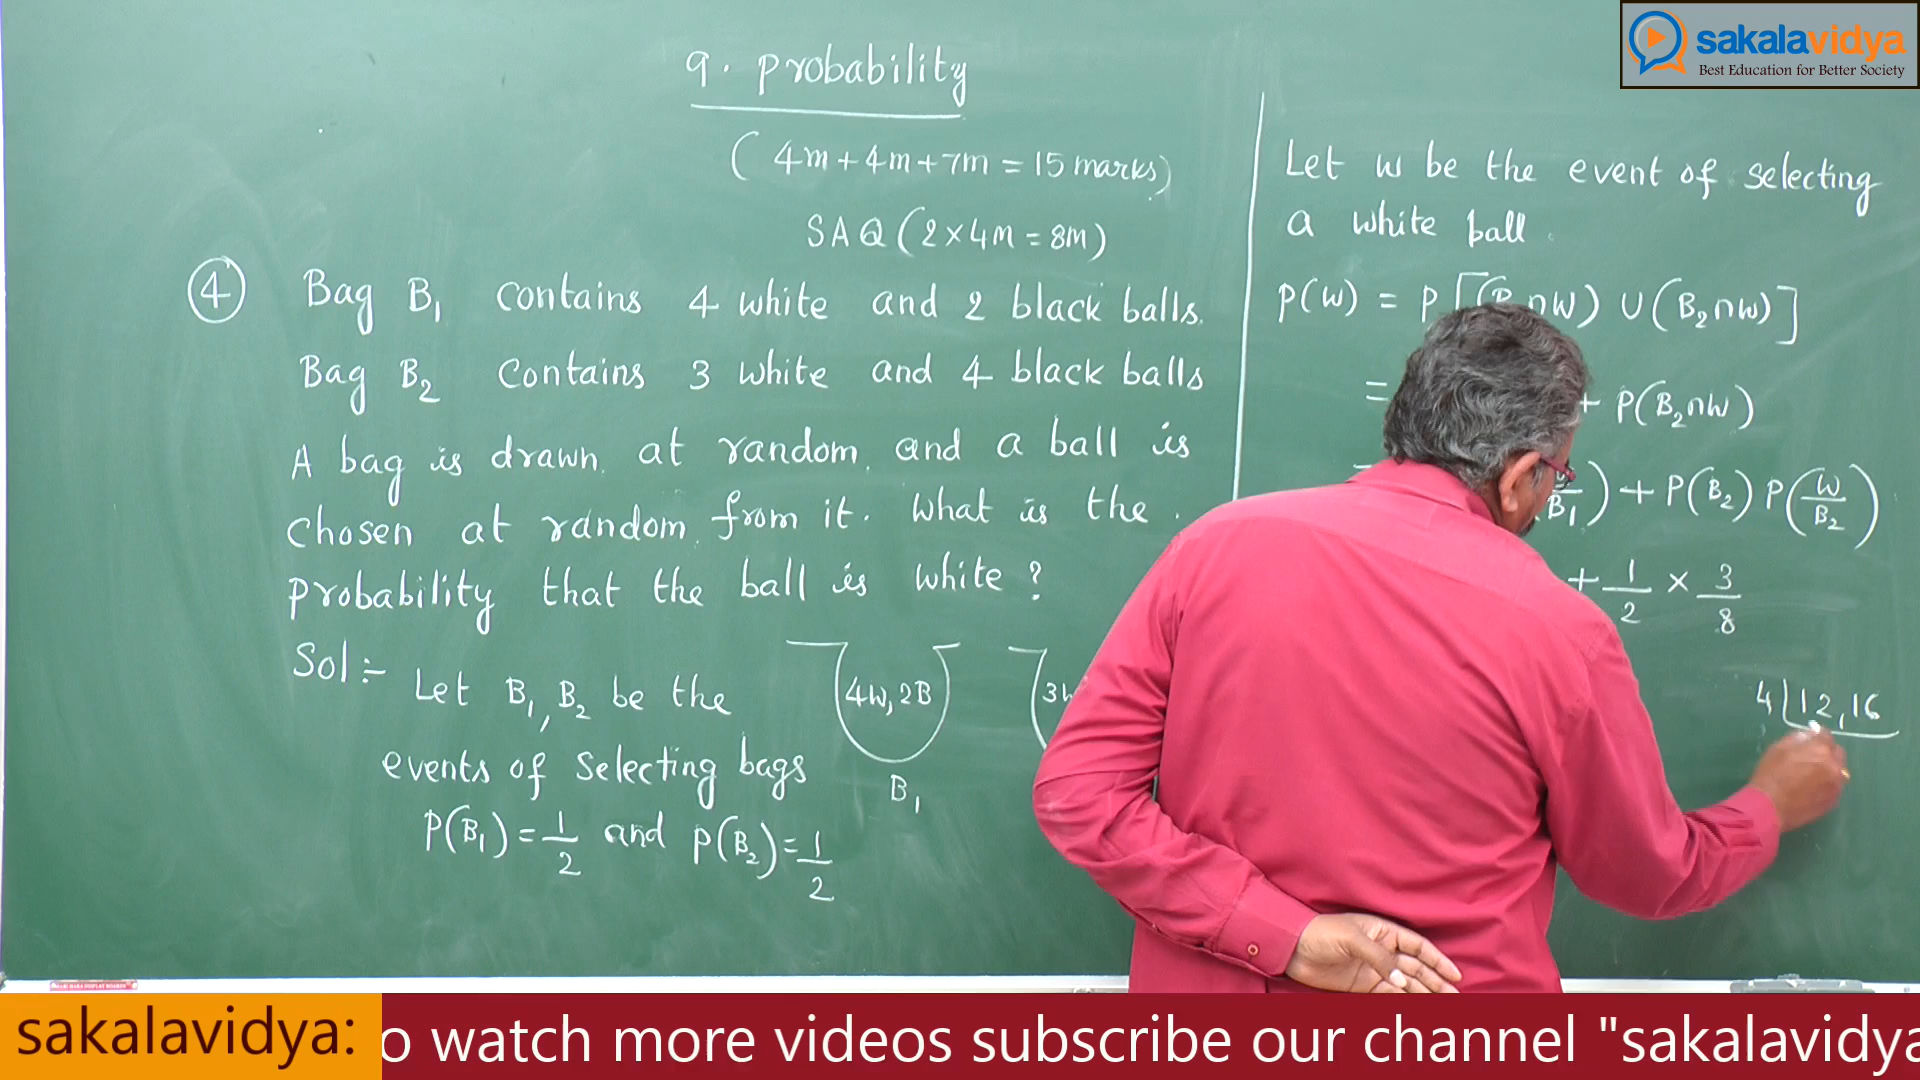 9. probability
(4m+4m+7m = 15 marks)
SAQ (2×4m = 8M)
4 Bag B₁ contains 4 white and 2 black balls.
Bag B₂ contains 3 white and 4 black balls
A bag is drawn at random and a ball is
chosen at random from it. What is the
probability that the ball is white?
Sol:- Let B₁, B₂ be the
events of selecting bags
P(B₁) = 1/2 and P(B₂) = 1/2
4W, 2B
B₁
Let W be the event of selecting
a white ball.
P(W) = P[(B ∩W) ∪ (B₂∩W)]
= + P(B₂∩W)
B₁) + P(B₂) P(W/B₂)
+ 1/2 × 3/8
4 | 12, 16
sakalavidya
Best Education for Better Society
sakalavidya:
o watch more videos subscribe our channel "sakalavidya